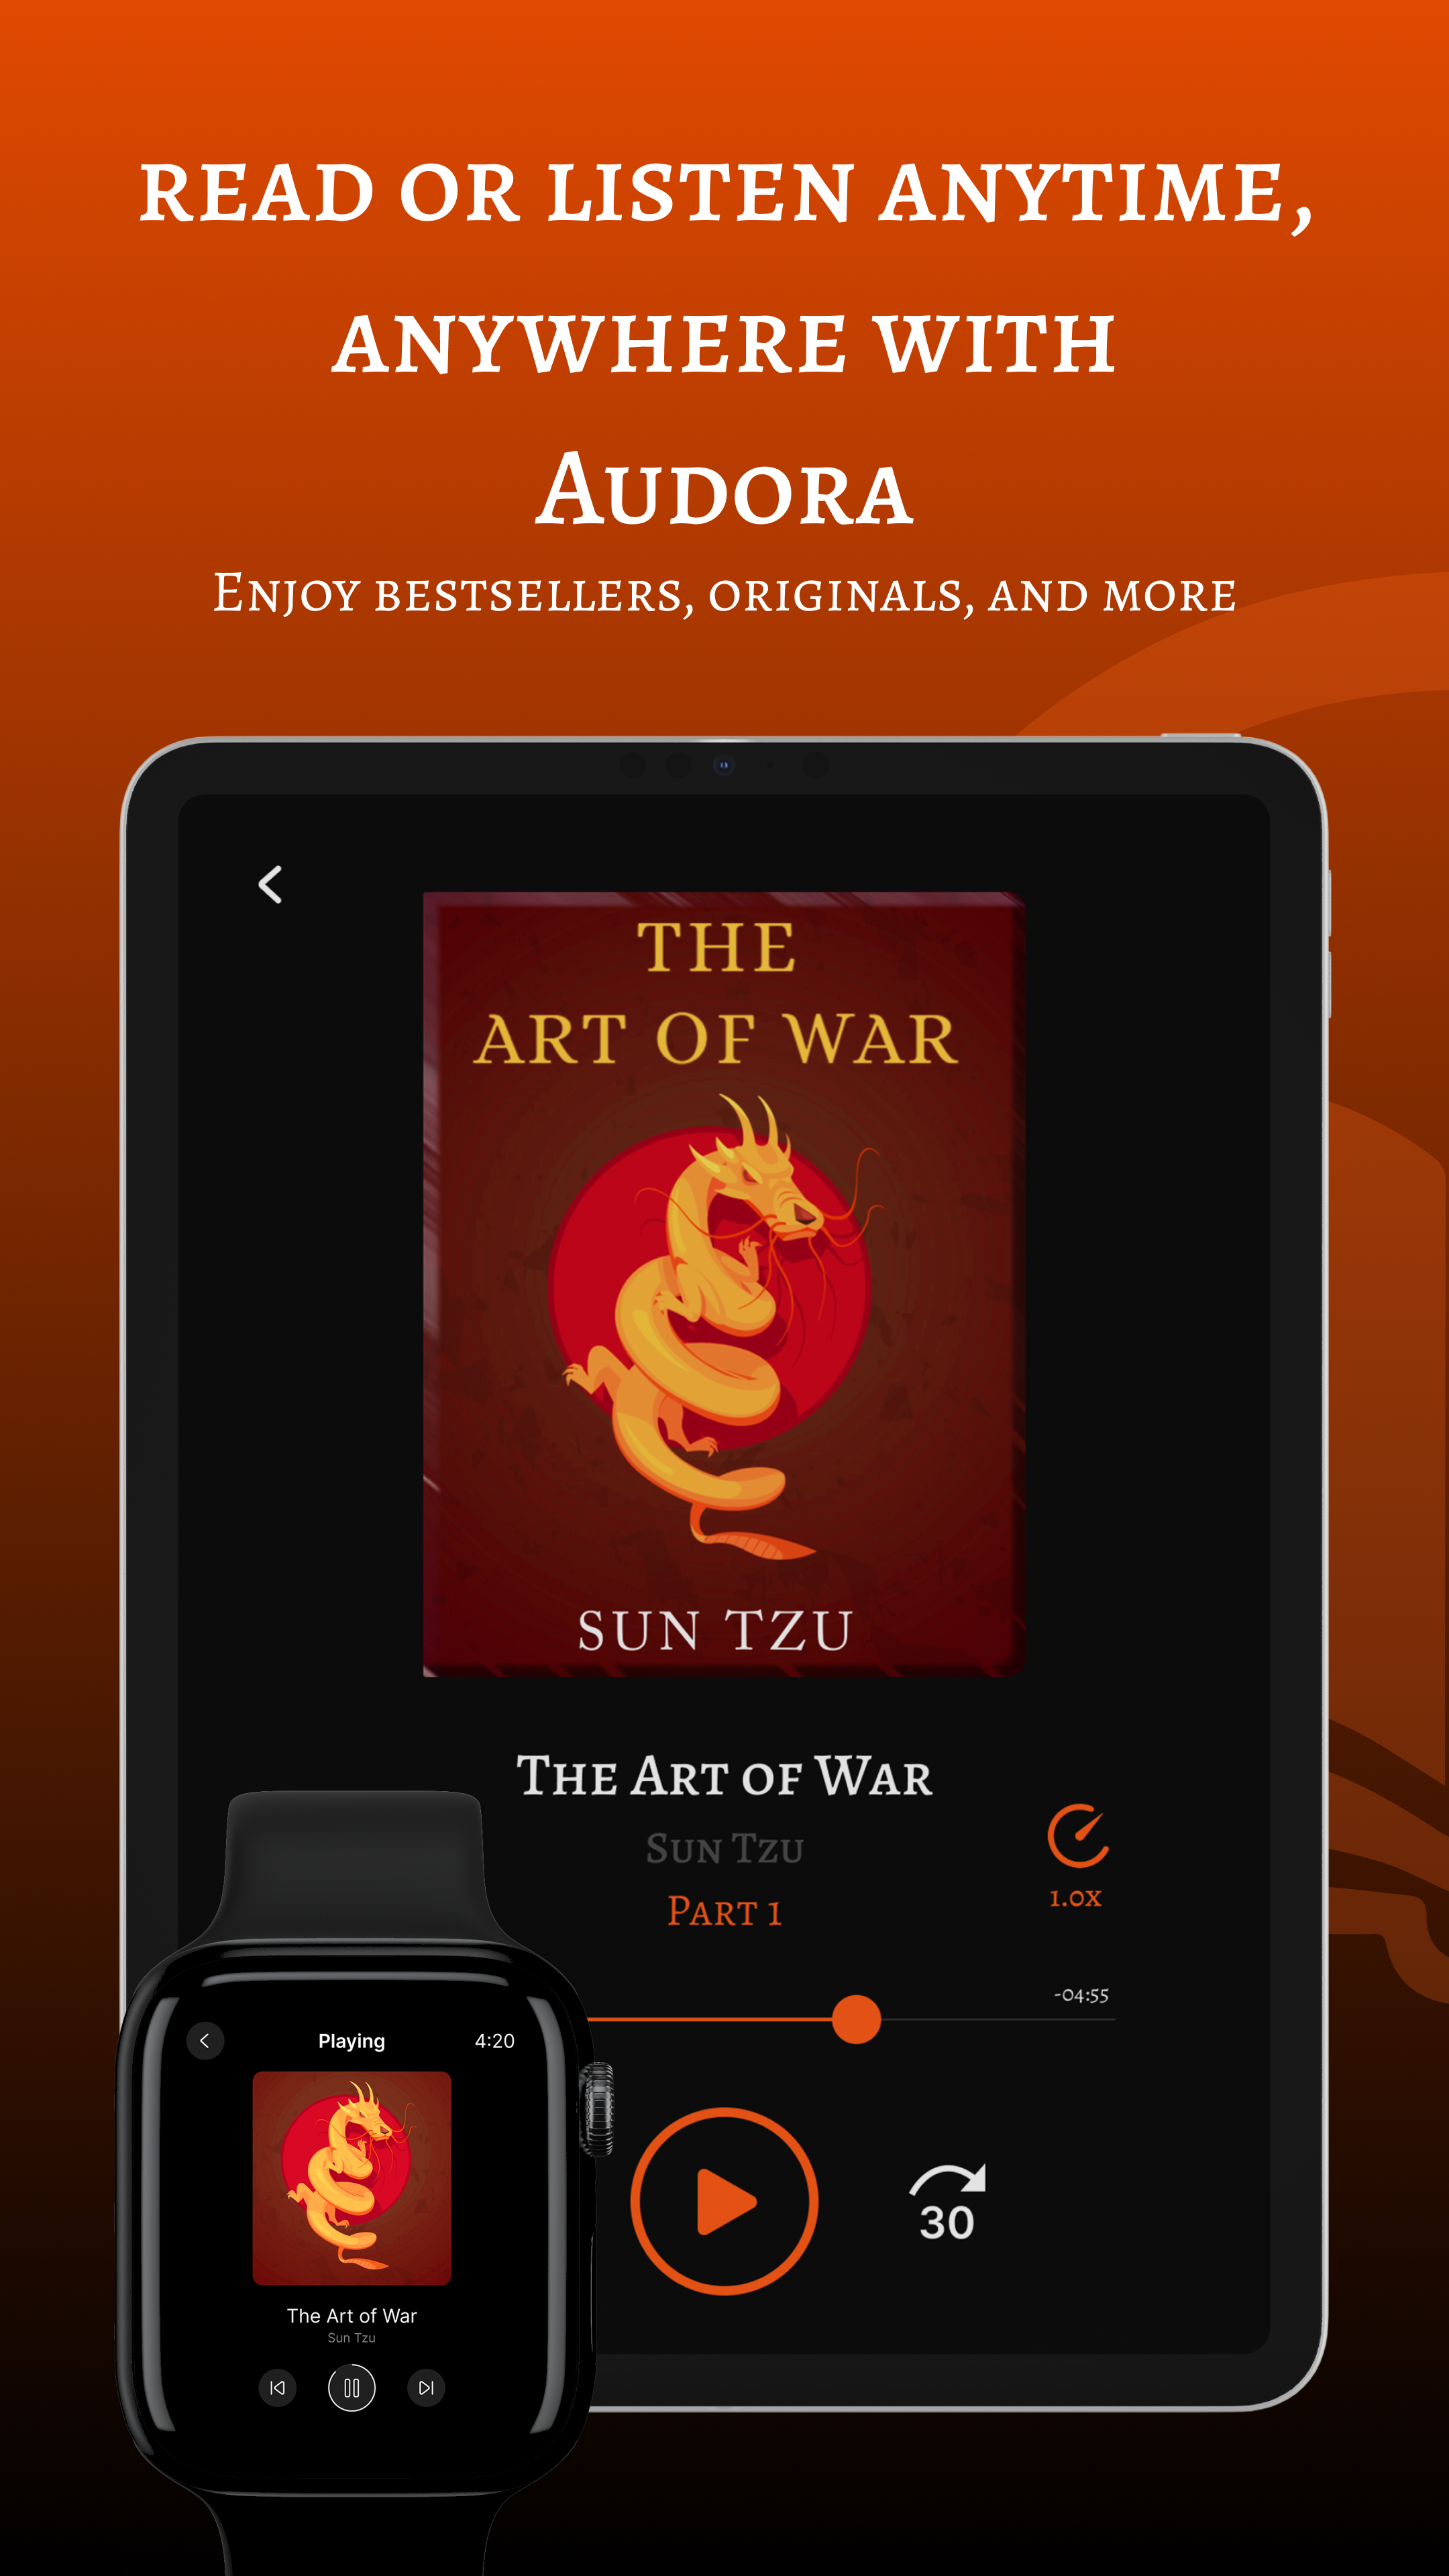 READ OR LISTEN ANYTIME,
ANYWHERE WITH
AUDORA
ENJOY BESTSELLERS, ORIGINALS, AND MORE
THE
ART OF WAR
SUN TZU
THE ART OF WAR
SUN TZU
PART 1
1.0X
-04:55
30
Playing 4:20
The Art of War
Sun Tzu